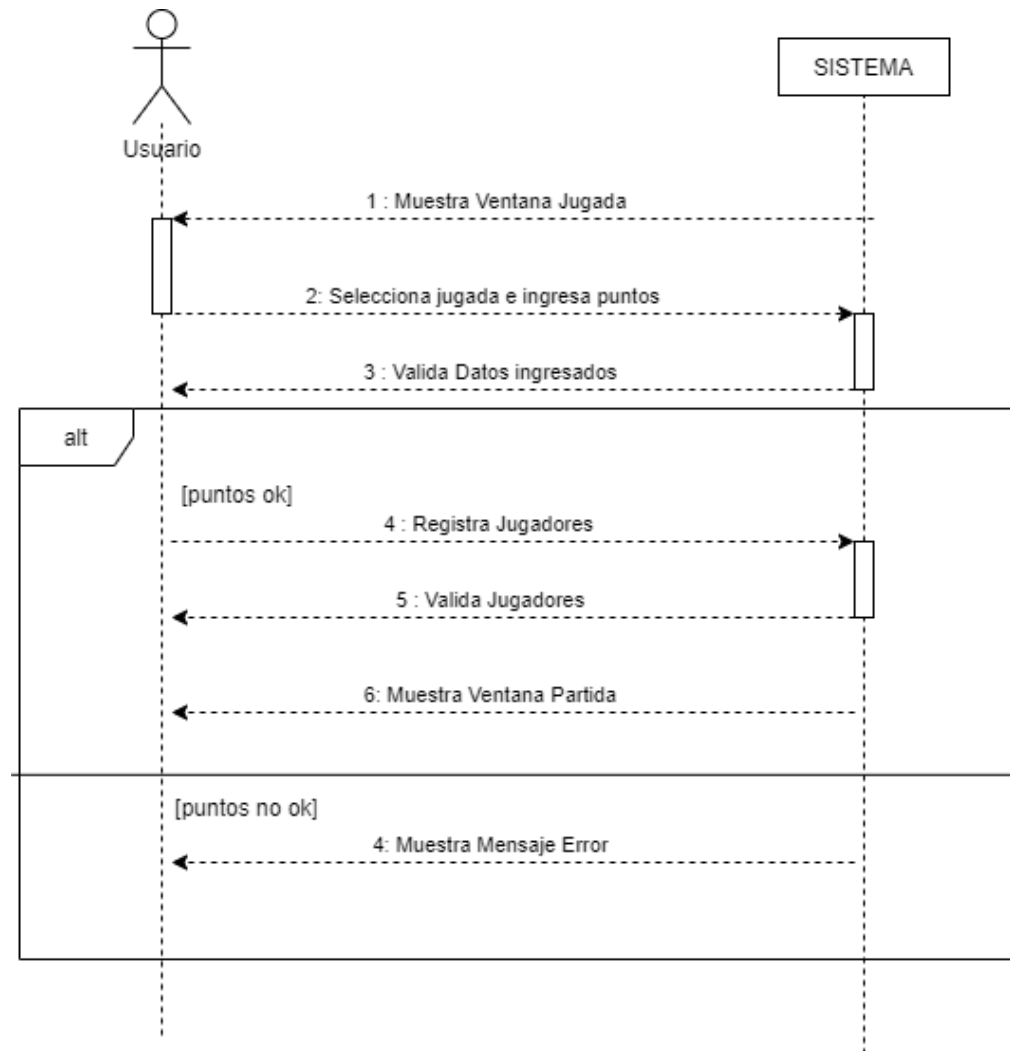 SISTEMA
Usuario
1 : Muestra Ventana Jugada
2: Selecciona jugada e ingresa puntos
3 : Valida Datos ingresados
alt
[puntos ok]
4 : Registra Jugadores
5 : Valida Jugadores
6: Muestra Ventana Partida
[puntos no ok]
4: Muestra Mensaje Error